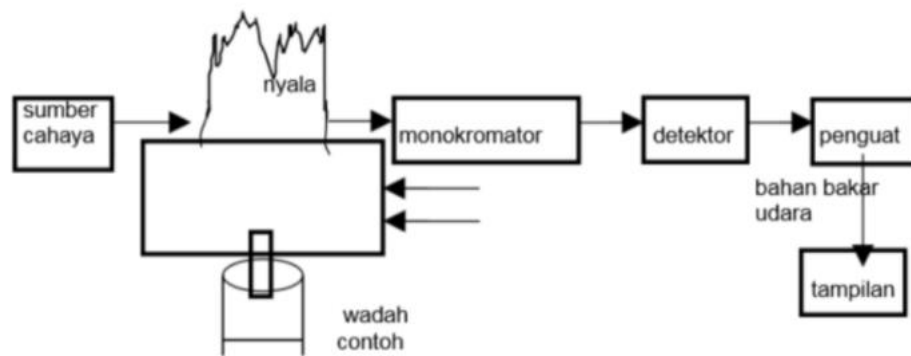 nyala
sumber
cahaya
monokromator
detektor
penguat
bahan bakar
udara
tampilan
wadah
contoh